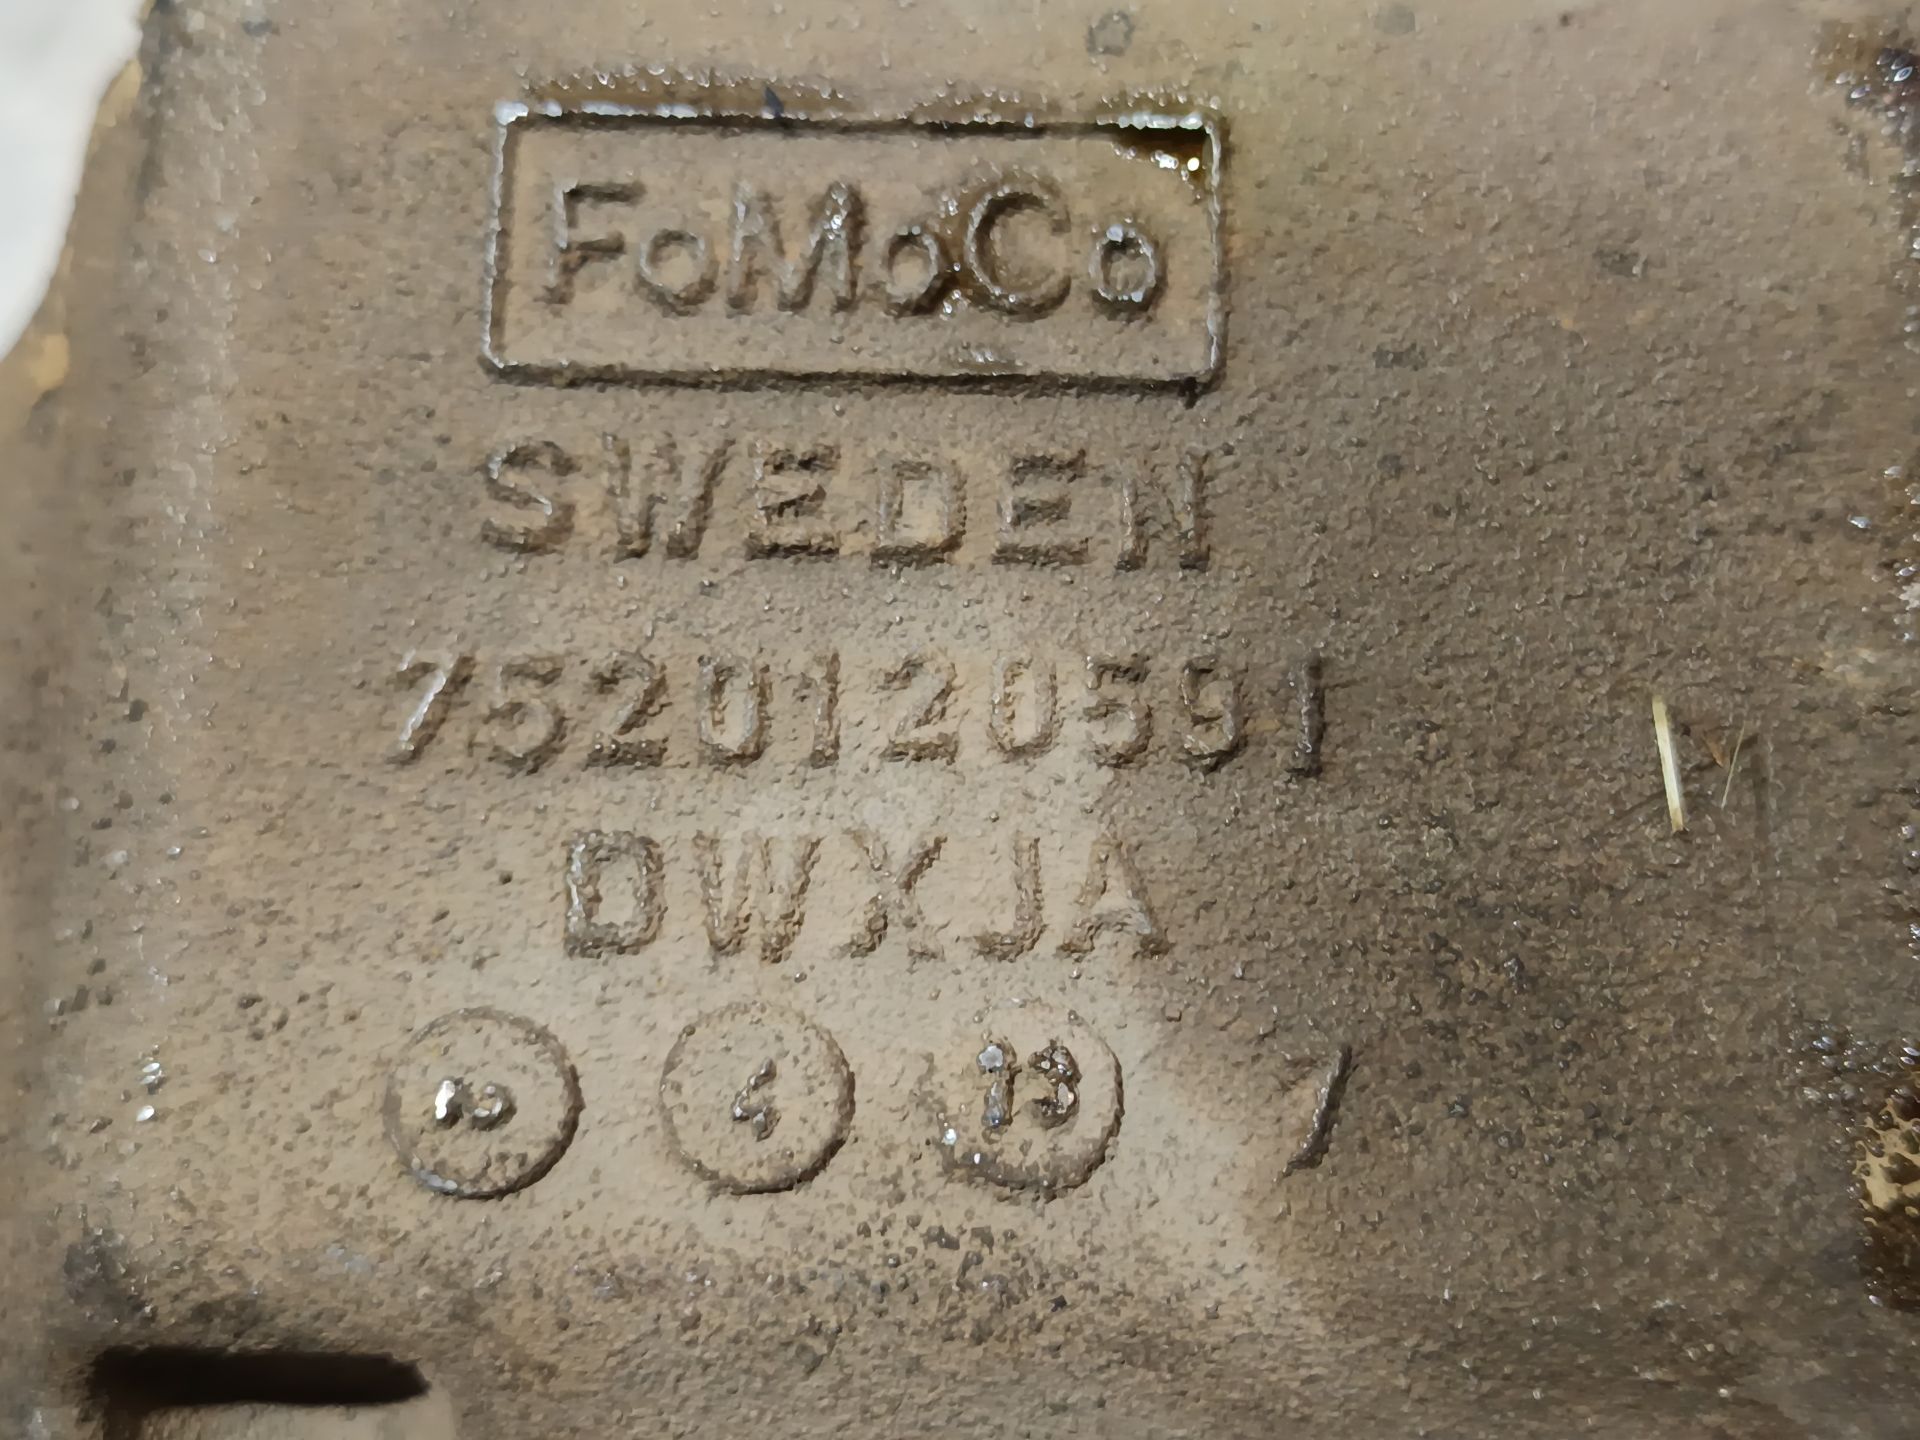 FoMoCo
SWEDEN
7520120591
DWXJA
4 13 /